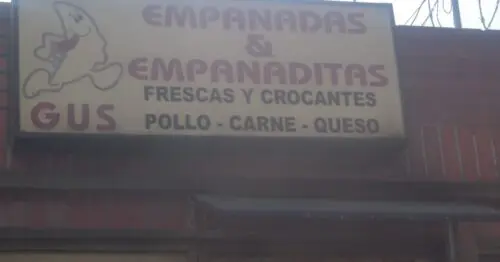 EMPANADAS
&
EMPANADITAS
FRESCAS Y CROCANTES
GUS
POLLO - CARNE - QUESO